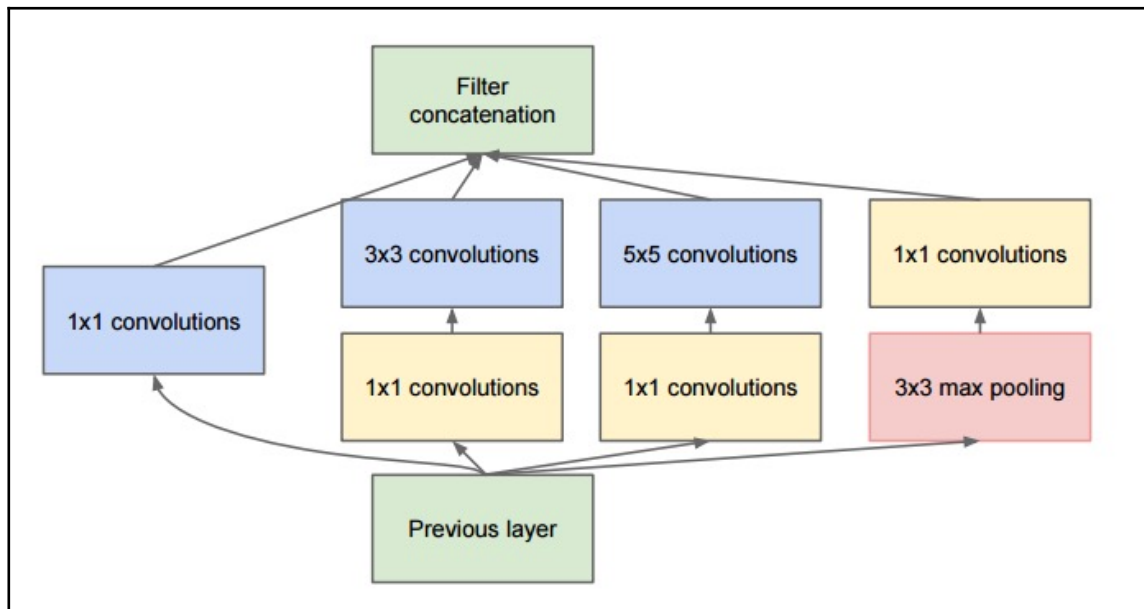 Filter
concatenation
3x3 convolutions
5x5 convolutions
1x1 convolutions
1x1 convolutions
1x1 convolutions
1x1 convolutions
3x3 max pooling
Previous layer